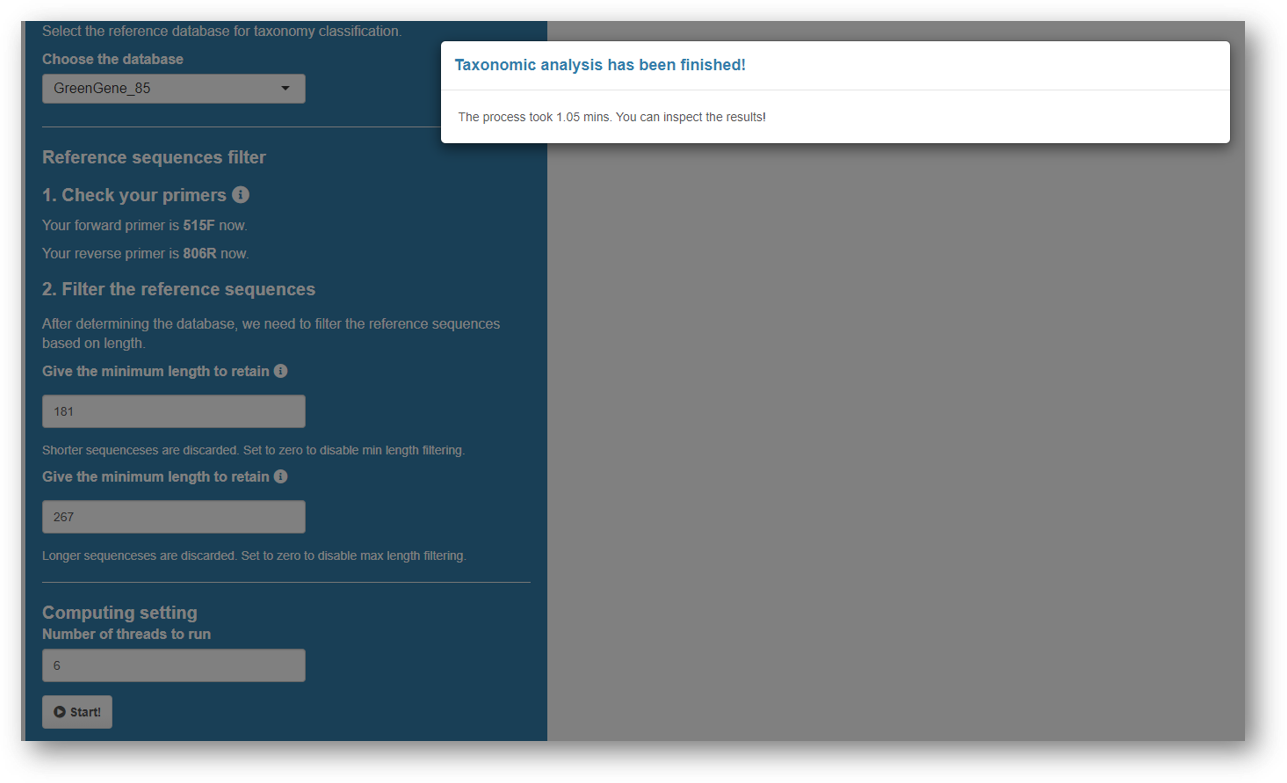 Select the reference database for taxonomy classification.
Choose the database
GreenGene_85
Taxonomic analysis has been finished!
The process took 1.05 mins. You can inspect the results!
Reference sequences filter
1. Check your primers
Your forward primer is 515F now.
Your reverse primer is 806R now.
2. Filter the reference sequences
After determining the database, we need to filter the reference sequences
based on length.
Give the minimum length to retain
181
Shorter sequenceses are discarded. Set to zero to disable min length filtering.
Give the minimum length to retain
267
Longer sequenceses are discarded. Set to zero to disable max length filtering.
Computing setting
Number of threads to run
6
Start!